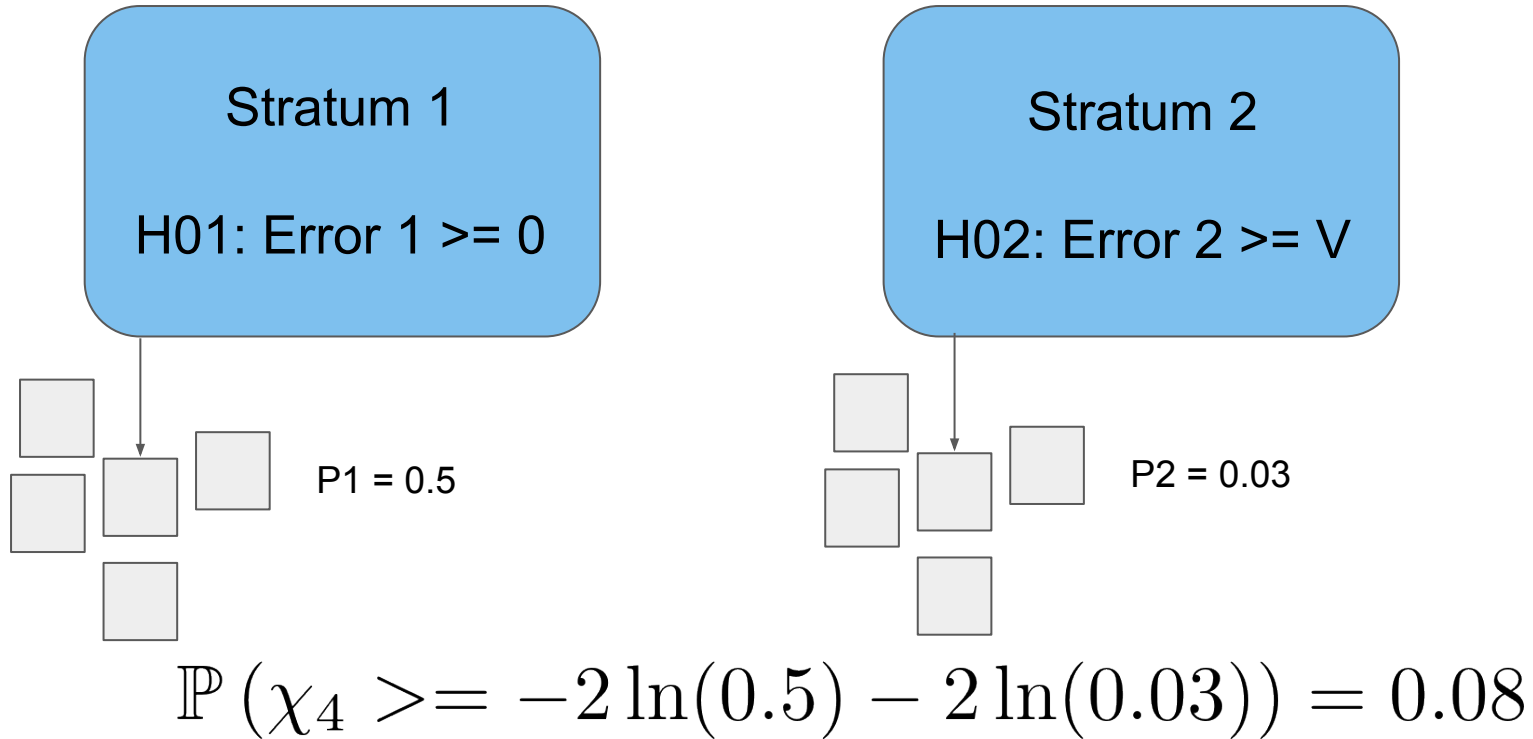 Stratum 1
H01: Error 1 >= 0
Stratum 2
H02: Error 2 >= V
P1 = 0.5
P2 = 0.03
ℙ(χ₄ >= −2 ln(0.5) − 2 ln(0.03)) = 0.08